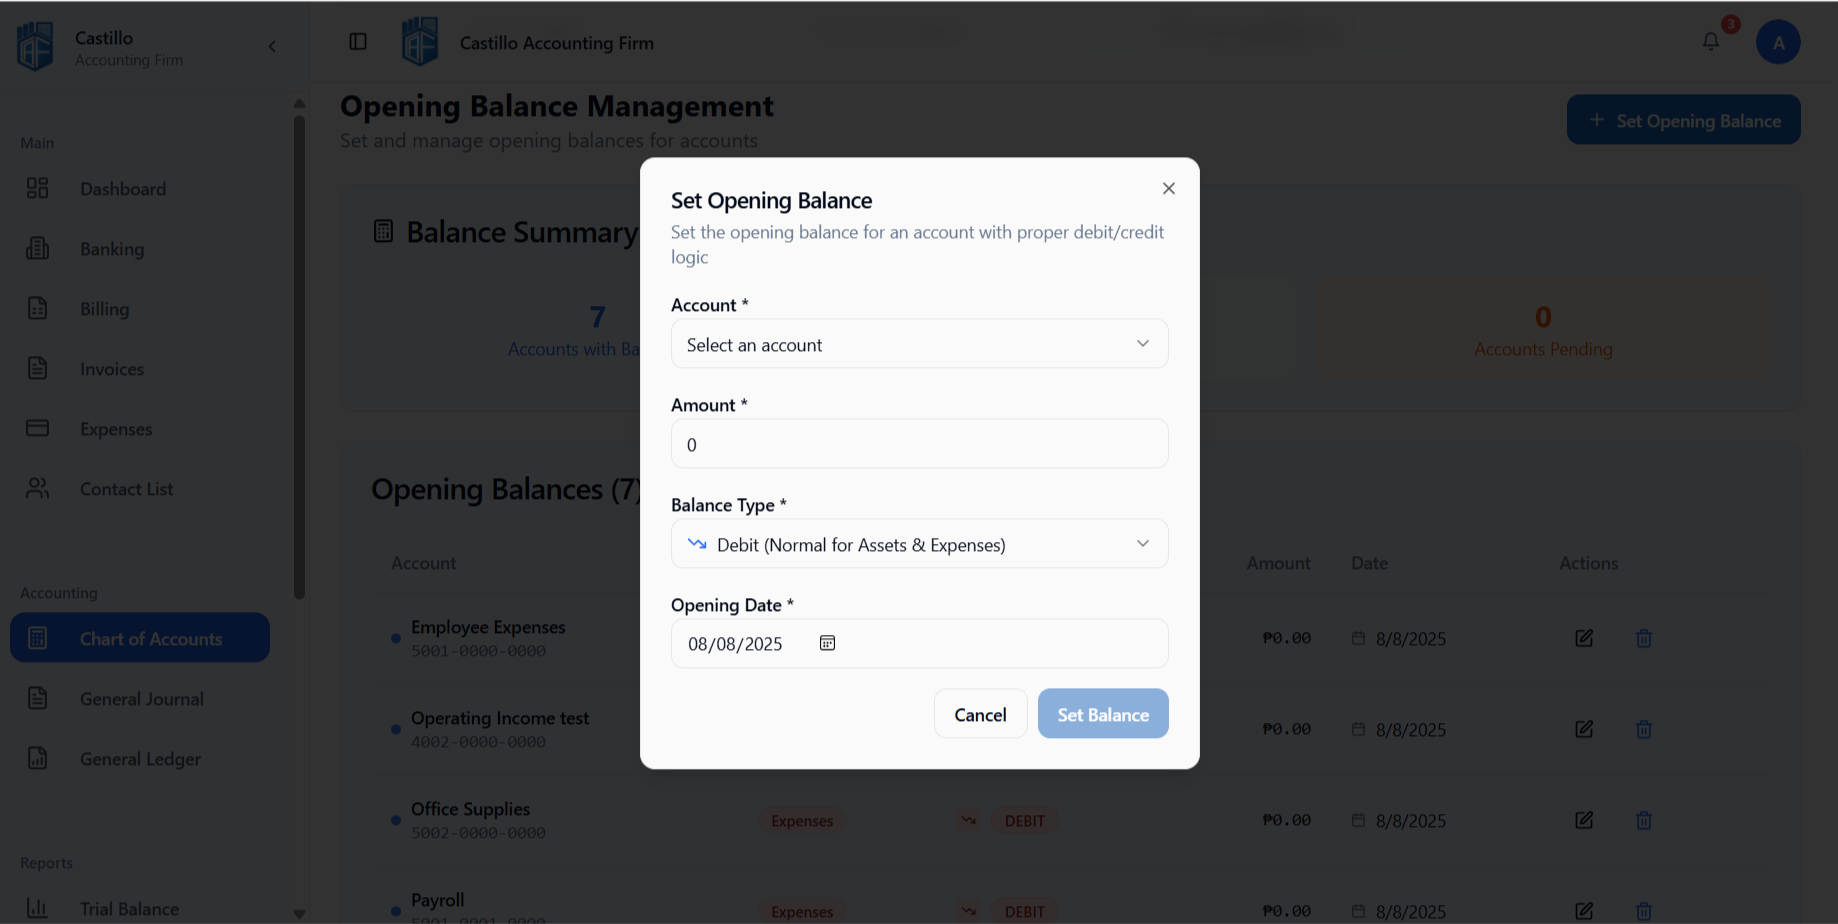 Castillo
Accounting Firm
Castillo Accounting Firm
3
A
Main
Dashboard
Banking
Billing
Invoices
Expenses
Contact List
Accounting
Chart of Accounts
General Journal
General Ledger
Reports
Trial Balance
Opening Balance Management
Set and manage opening balances for accounts
+ Set Opening Balance
Balance Summary
7
Accounts with
0
Accounts Pending
Opening Balances (7)
Account Amount Date Actions
Employee Expenses
5001-0000-0000
₱0.00 8/8/2025
Operating Income test
4002-0000-0000
₱0.00 8/8/2025
Office Supplies
5002-0000-0000
Expenses DEBIT ₱0.00 8/8/2025
Payroll
5001-0001-0000
Expenses DEBIT ₱0.00 8/8/2025
Set Opening Balance
Set the opening balance for an account with proper debit/credit
logic
Account *
Select an account
Amount *
0
Balance Type *
Debit (Normal for Assets & Expenses)
Opening Date *
08/08/2025
Cancel
Set Balance